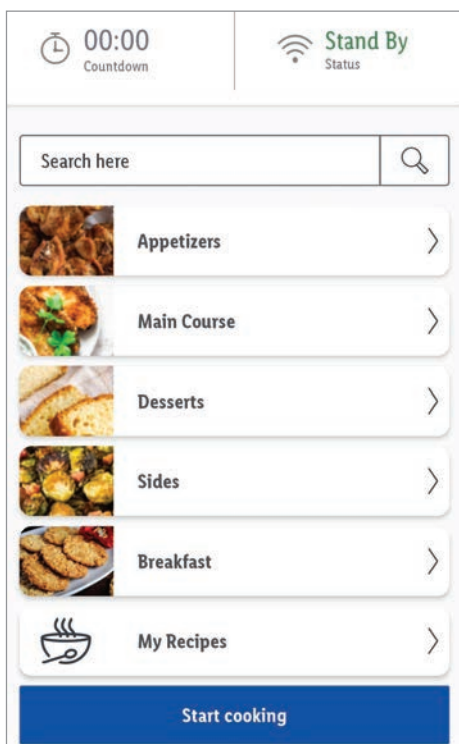 00:00
Countdown
Stand By
Status
Search here
Appetizers
Main Course
Desserts
Sides
Breakfast
My Recipes
Start cooking